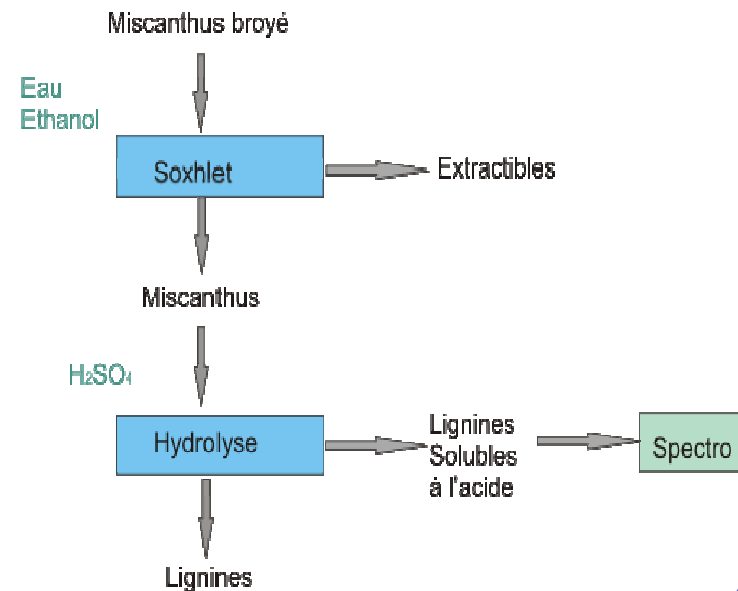 Miscanthus broyé
Eau
Ethanol
Soxhlet
Extractibles
Miscanthus
H₂SO₄
Hydrolyse
Lignines
Solubles
à l'acide
Spectro
Lignines